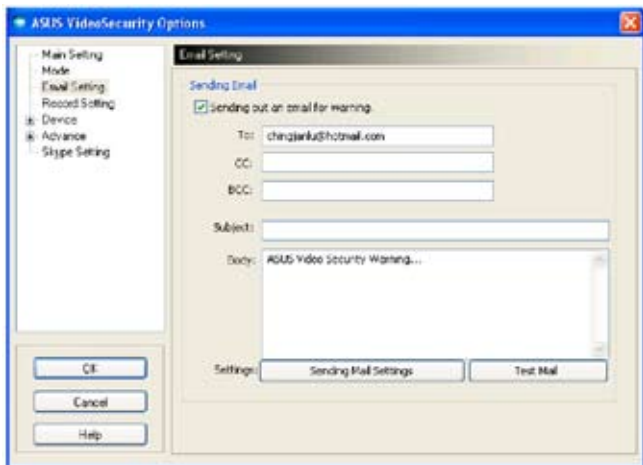 ASUS VideoSecurity Options
Main Setting
Mode
Email Setting
Record Setting
Device
Advance
Skype Setting
OK
Cancel
Help
Email Setting
Sending Email
Sending out an email for warning.
To: chingjanlu@hotmail.com
CC:
BCC:
Subject:
Body: ASUS Video Security Warning...
Settings: Sending Mail Settings Test Mail